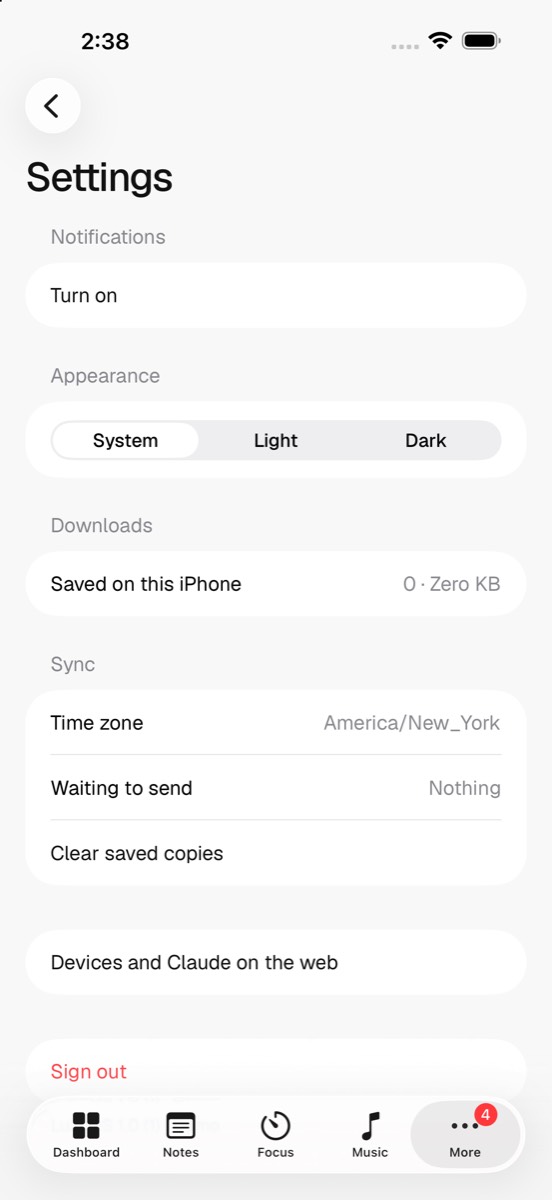 2:38
Settings
Notifications
Turn on
Appearance
System Light Dark
Downloads
Saved on this iPhone 0 · Zero KB
Sync
Time zone America/New_York
Waiting to send Nothing
Clear saved copies
Devices and Claude on the web
Sign out
4
Dashboard Notes Focus Music More